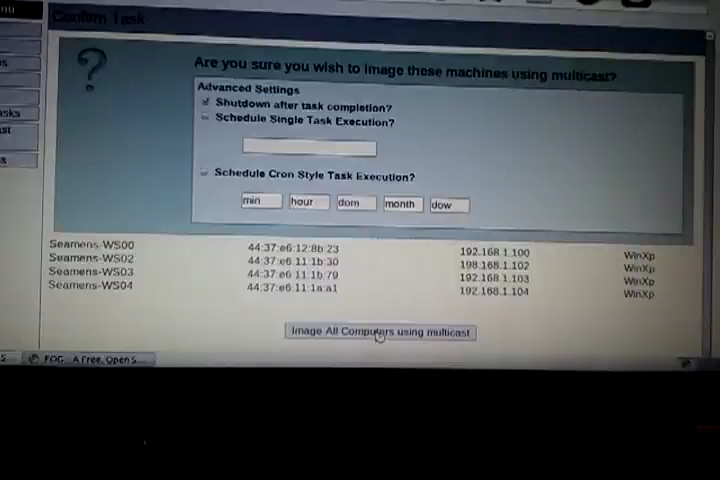 nu
Confirm Task
s
?
Are you sure you wish to image these machines using multicast?
Advanced Settings
Shutdown after task completion?
Schedule Single Task Execution?
asks
ast
s
Schedule Cron Style Task Execution?
min hour dom month dow
Seamens-WS00 44:37:e6:12:8b:23 192.168.1.100 WinXp
Seamens-WS02 44:37:e6:11:1b:30 198.168.1.102 WinXp
Seamens-WS03 44:37:e6:11:1b:79 192.168.1.103 WinXp
Seamens-WS04 44:37:e6:11:1a:a1 192.168.1.104 WinXp
Image All Computers using multicast
S FOG A Free, Open S...